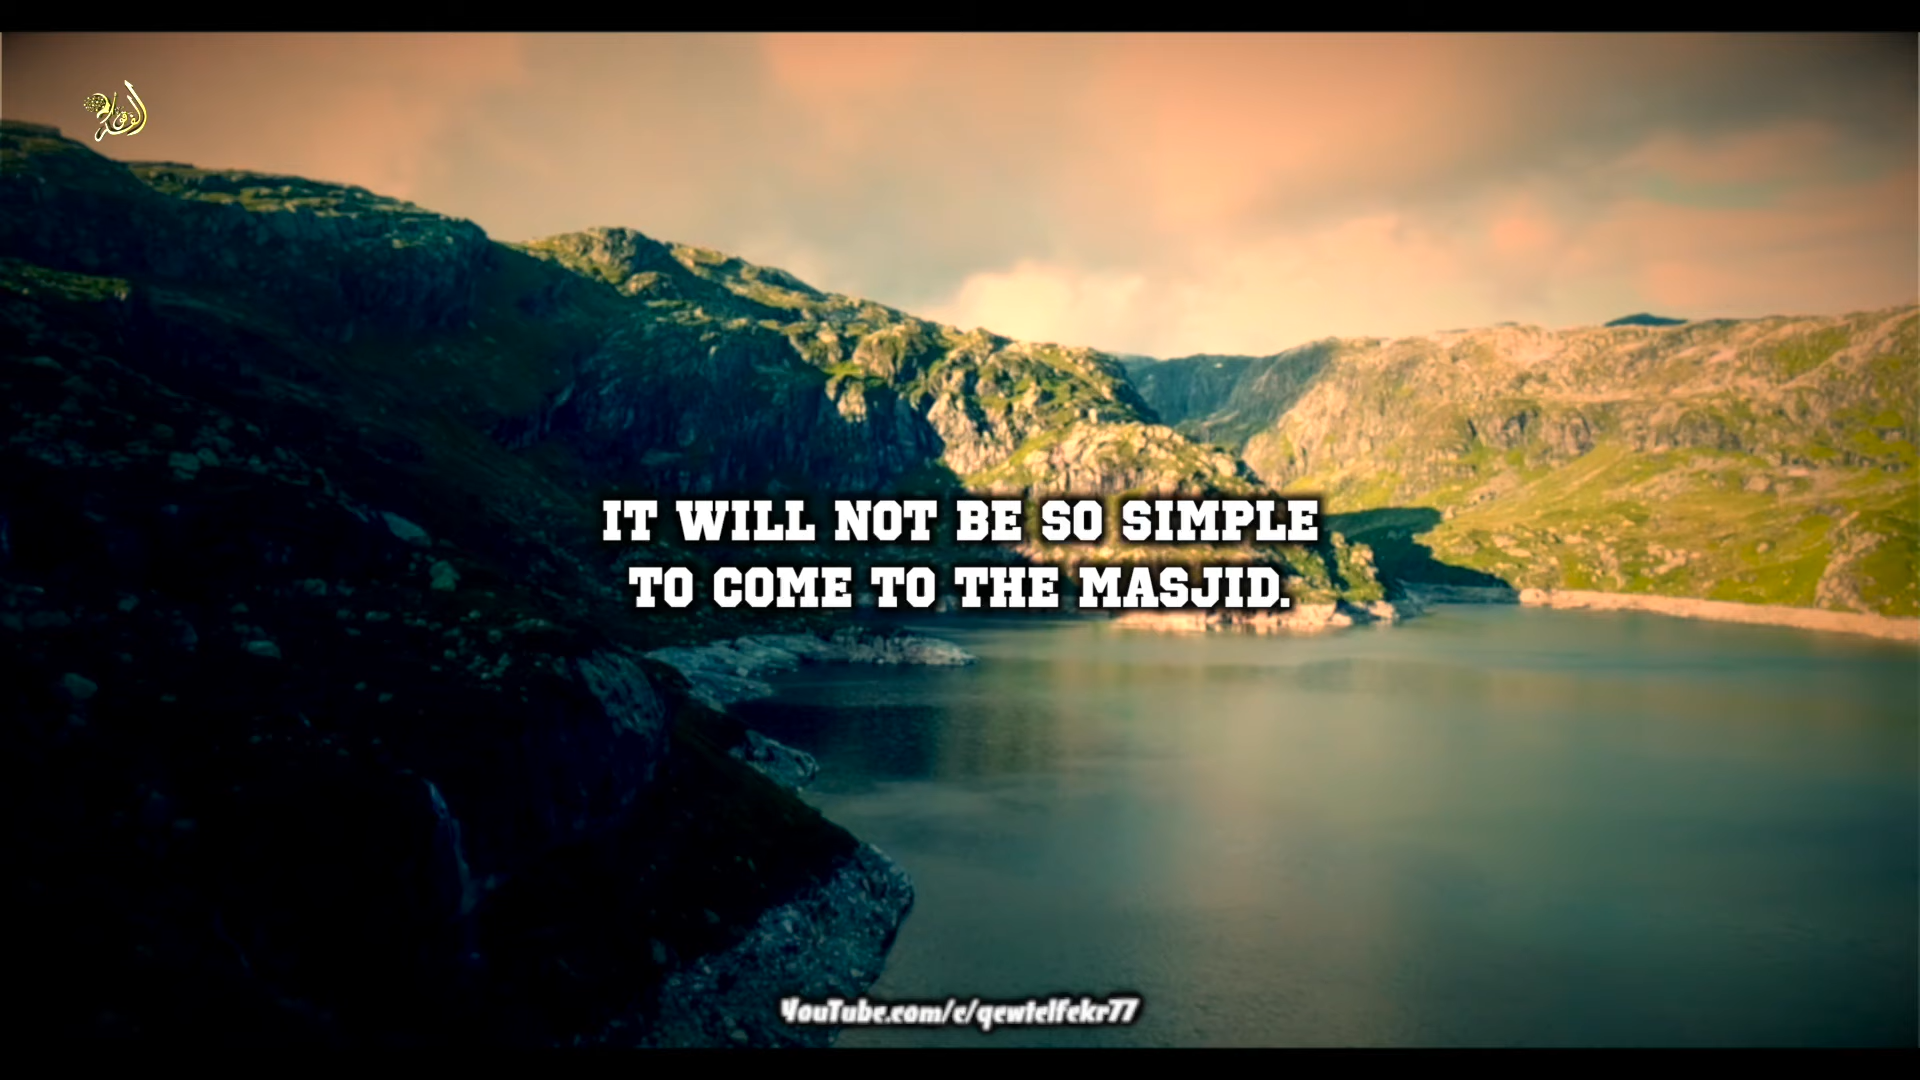 IT WILL NOT BE SO SIMPLE
TO COME TO THE MASJID.
YouTube.com/c/qewtelfekr77